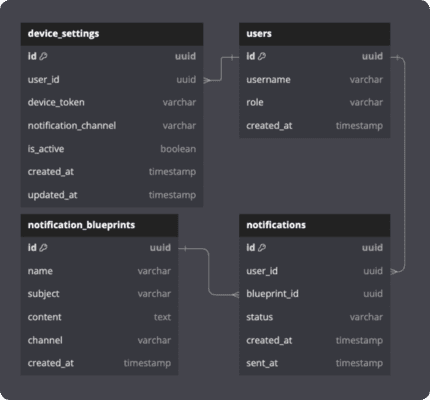 device_settings
id uuid
user_id uuid
device_token varchar
notification_channel varchar
is_active boolean
created_at timestamp
updated_at timestamp
users
id uuid
username varchar
role varchar
created_at timestamp
notification_blueprints
id uuid
name varchar
subject varchar
content text
channel varchar
created_at timestamp
notifications
id uuid
user_id uuid
blueprint_id uuid
status varchar
created_at timestamp
sent_at timestamp